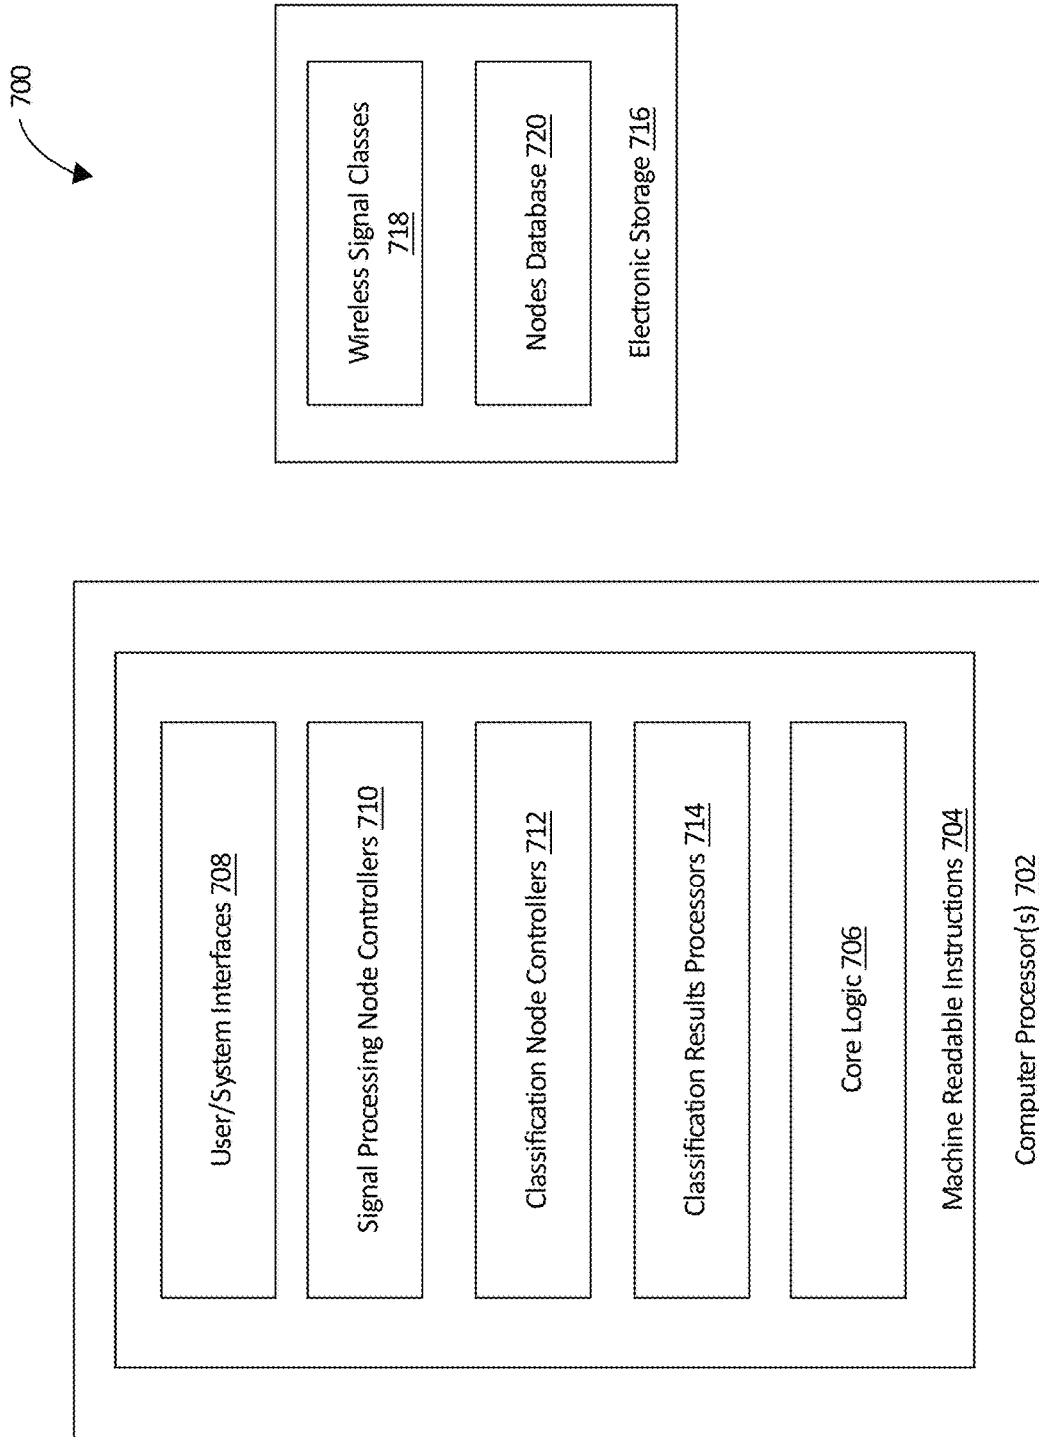 700
User/System Interfaces 708
Signal Processing Node Controllers 710
Classification Node Controllers 712
Classification Results Processors 714
Core Logic 706
Machine Readable Instructions 704
Computer Processor(s) 702
Wireless Signal Classes
718
Nodes Database 720
Electronic Storage 716